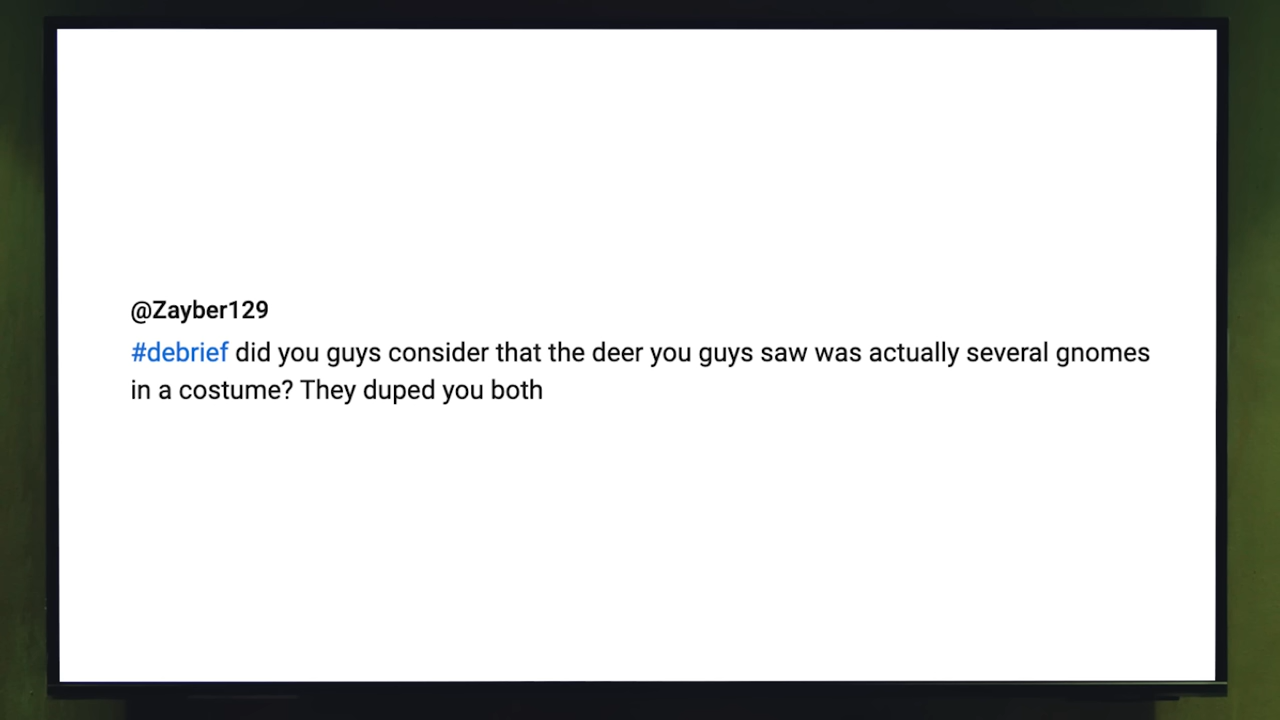 @Zayber129
#debrief did you guys consider that the deer you guys saw was actually several gnomes
in a costume? They duped you both